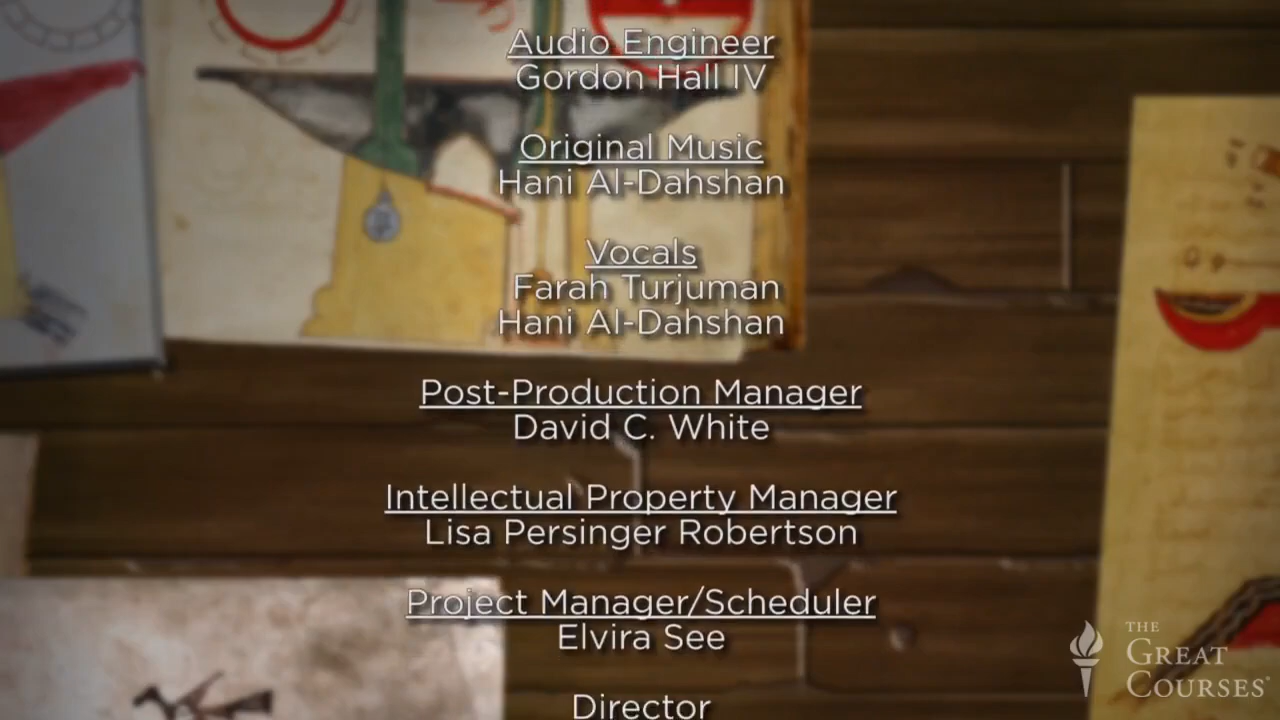 Audio Engineer
Gordon Hall IV
Original Music
Hani Al-Dahshan
Vocals
Farah Turjuman
Hani Al-Dahshan
Post-Production Manager
David C. White
Intellectual Property Manager
Lisa Persinger Robertson
Project Manager/Scheduler
Elvira See
Director
THE
GREAT
COURSES®